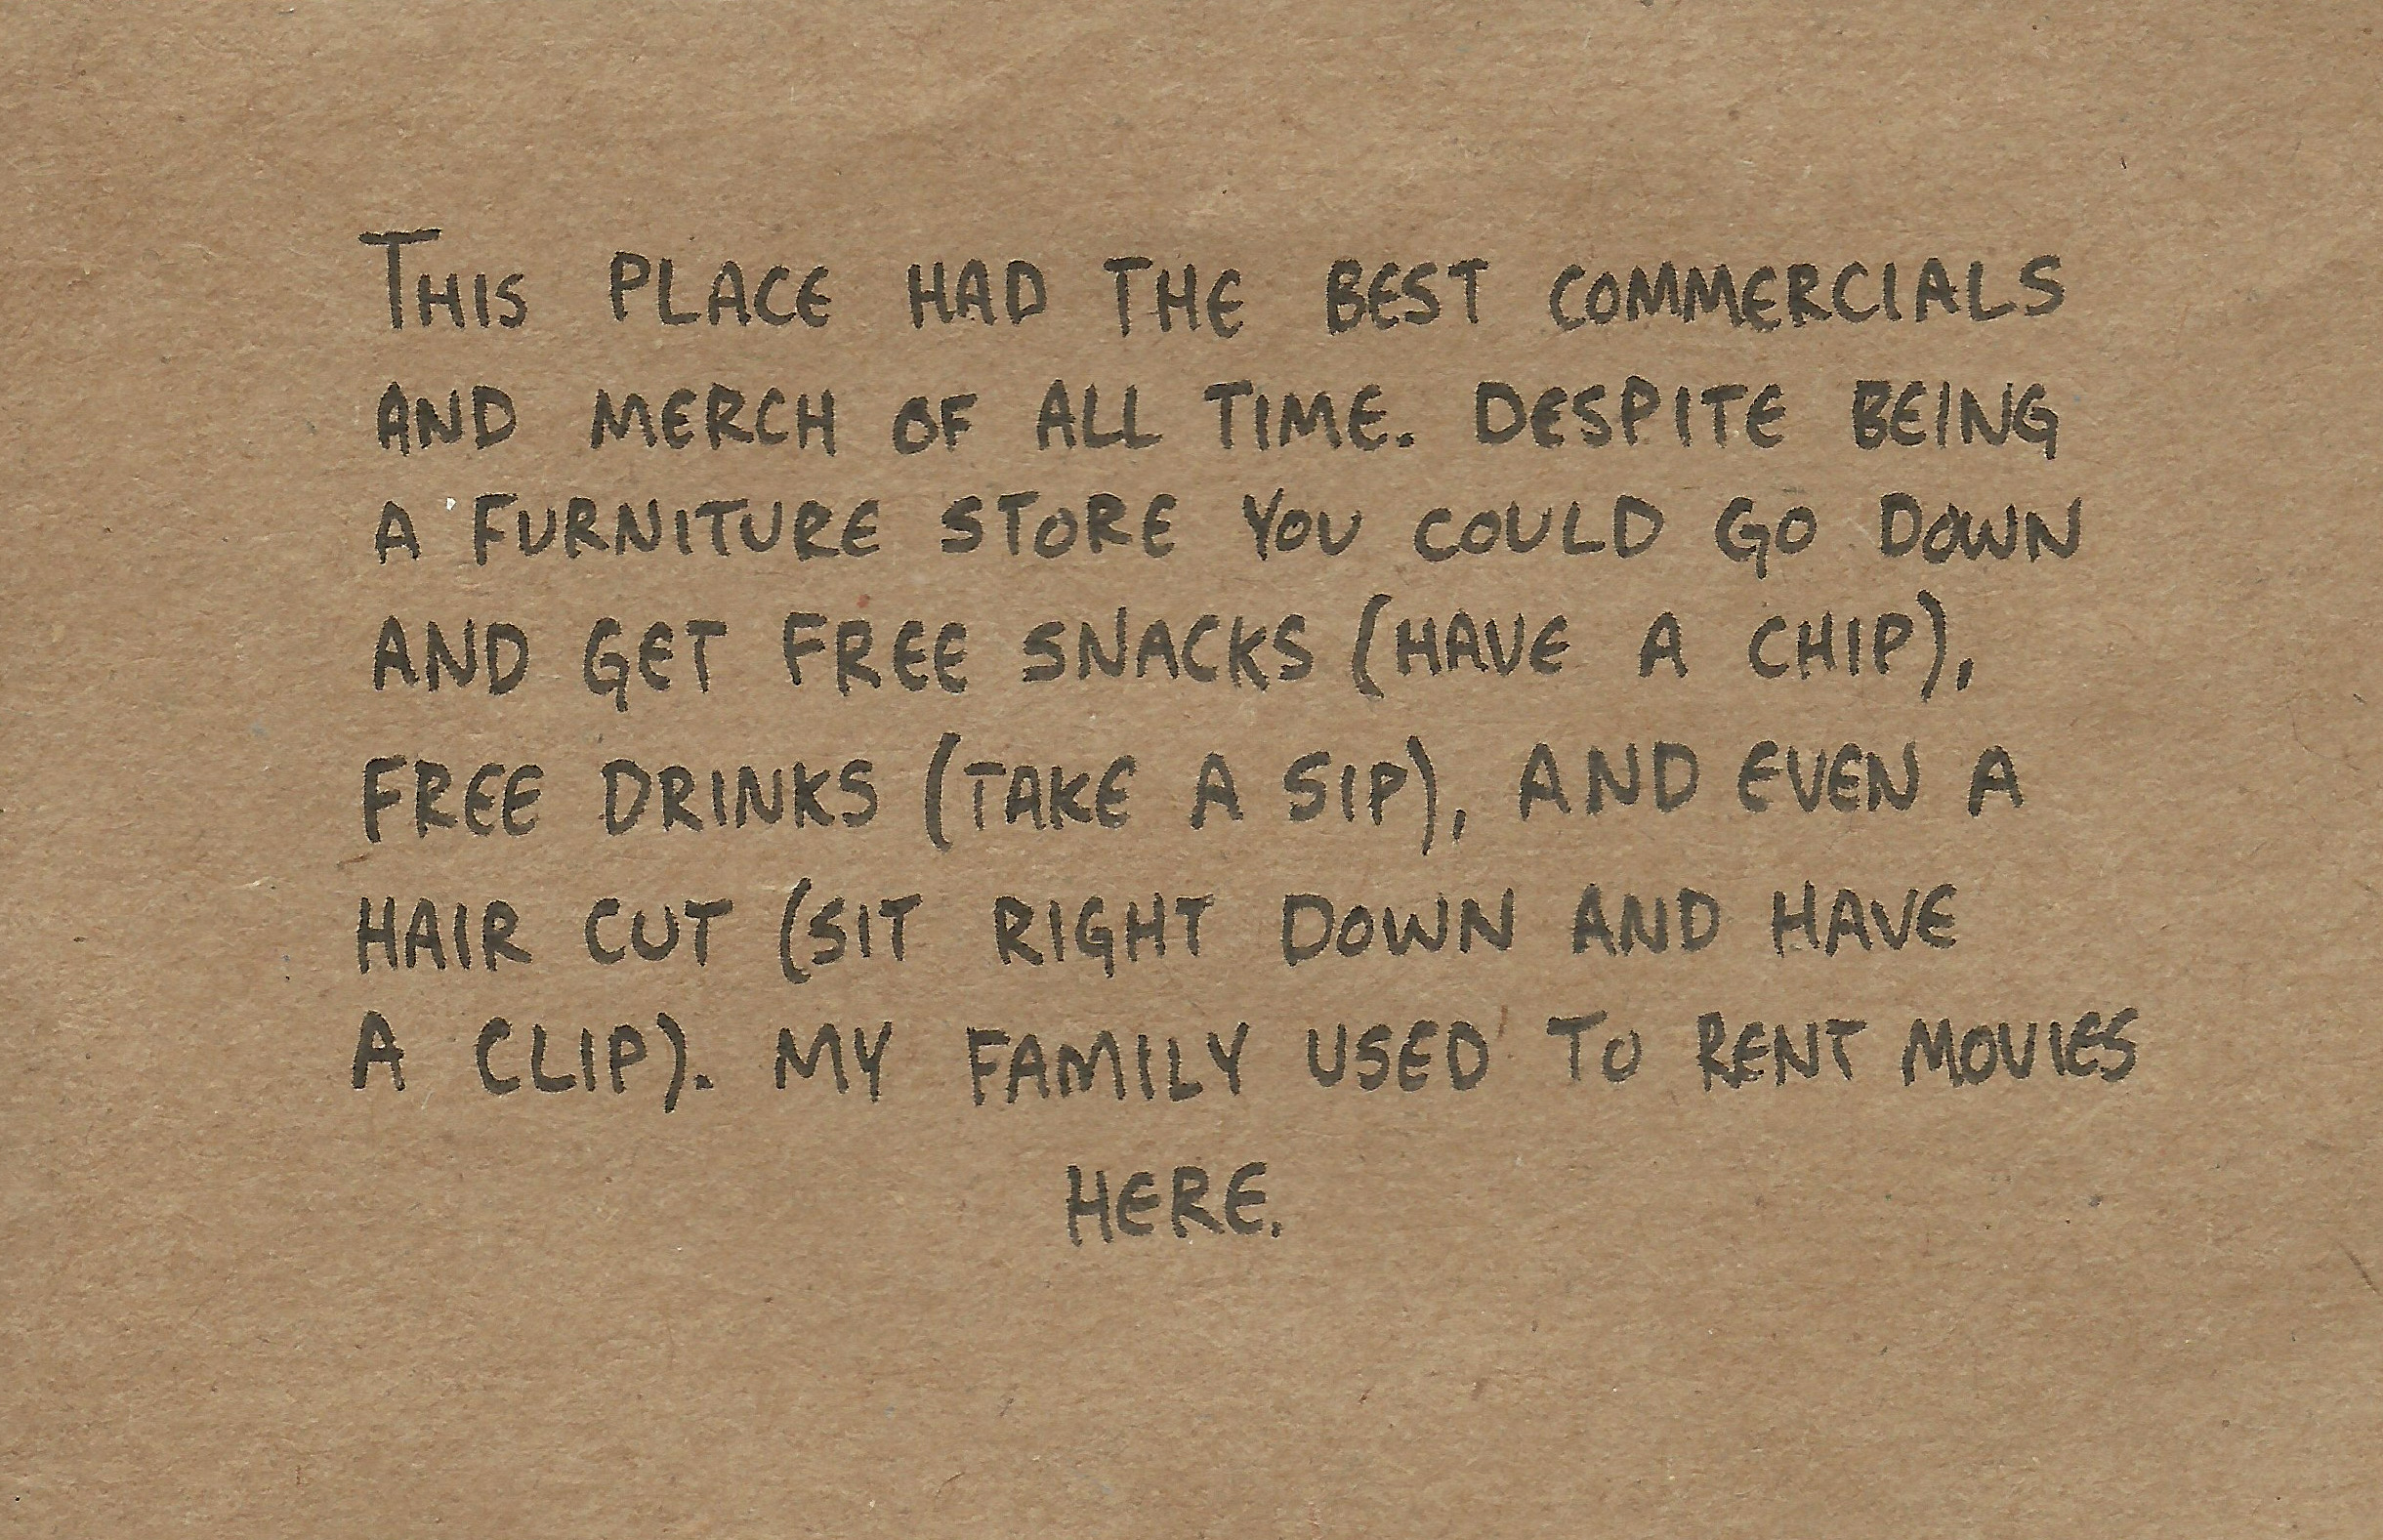 THIS PLACE HAD THE BEST COMMERCIALS
AND MERCH OF ALL TIME. DESPITE BEING
A FURNITURE STORE YOU COULD GO DOWN
AND GET FREE SNACKS (HAVE A CHIP),
FREE DRINKS (TAKE A SIP), AND EVEN A
HAIR CUT (SIT RIGHT DOWN AND HAVE
A CLIP). MY FAMILY USED TO RENT MOVIES
HERE.